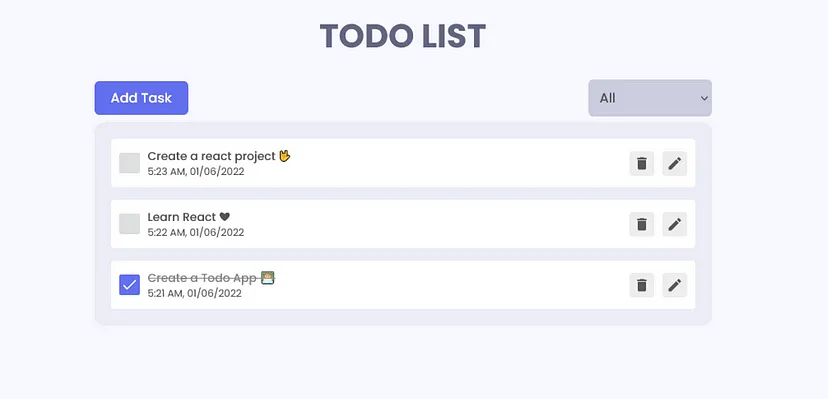 TODO LIST
Add Task
All
Create a react project 🤟
5:23 AM, 01/06/2022
Learn React 🖤
5:22 AM, 01/06/2022
Create a Todo App 👨‍💻
5:21 AM, 01/06/2022